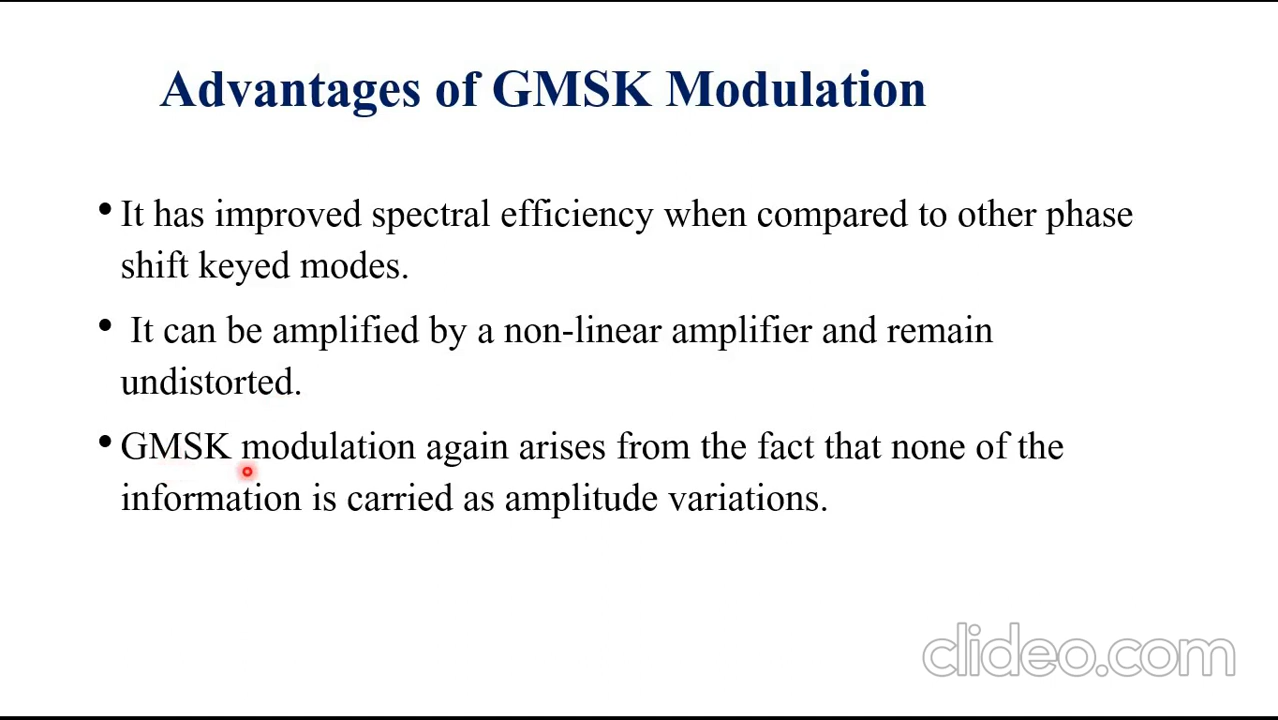 Advantages of GMSK Modulation
• It has improved spectral efficiency when compared to other phase
shift keyed modes.
• It can be amplified by a non-linear amplifier and remain
undistorted.
• GMSK modulation again arises from the fact that none of the
information is carried as amplitude variations.
clideo.com